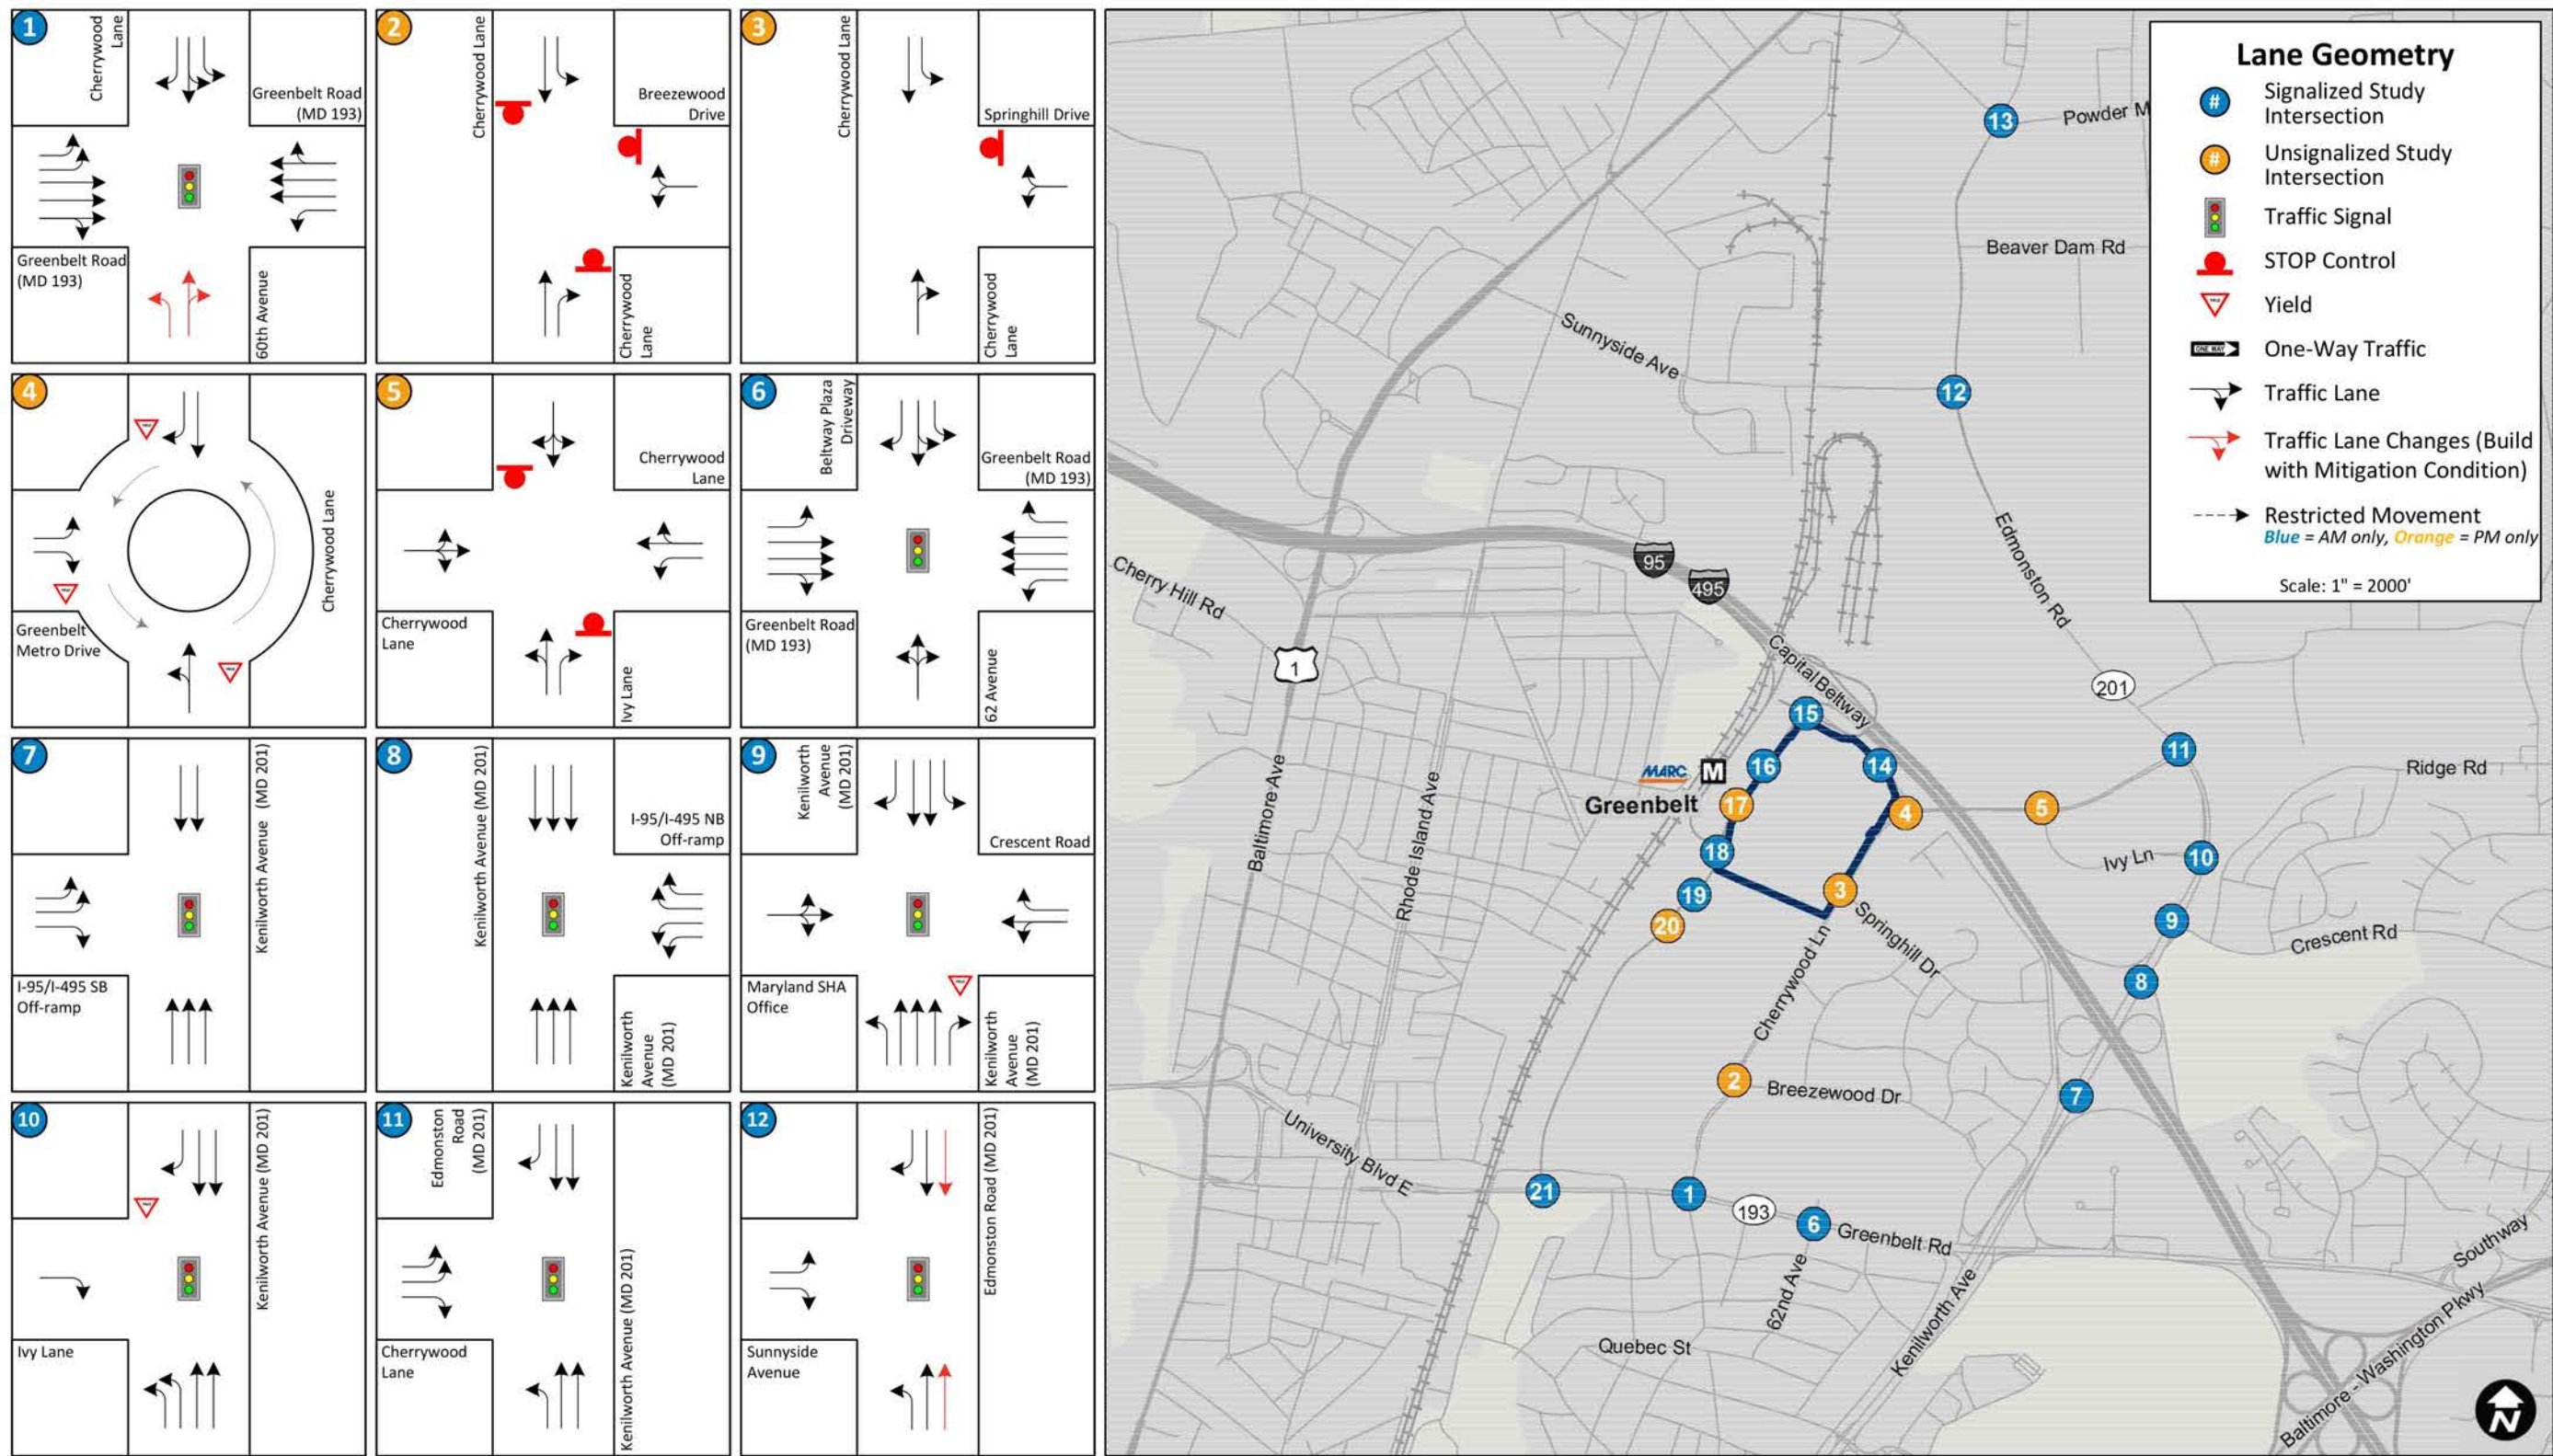 1
Cherrywood
Lane
Greenbelt Road
(MD 193)
Greenbelt Road
(MD 193)
60th Avenue
2
Cherrywood Lane
Breezewood
Drive
Cherrywood
Lane
3
Cherrywood Lane
Springhill Drive
Cherrywood
Lane
4
Cherrywood Lane
Greenbelt
Metro Drive
5
Cherrywood
Lane
Cherrywood
Lane
Ivy Lane
6
Beltway Plaza
Driveway
Greenbelt Road
(MD 193)
Greenbelt Road
(MD 193)
62 Avenue
7
Kenilworth Avenue (MD 201)
I-95/I-495 SB
Off-ramp
8
Kenilworth Avenue (MD 201)
I-95/I-495 NB
Off-ramp
Kenilworth
Avenue
(MD 201)
9
Kenilworth
Avenue
(MD 201)
Crescent Road
Maryland SHA
Office
Kenilworth
Avenue
(MD 201)
10
Kenilworth Avenue (MD 201)
Ivy Lane
11
Edmonston
Road
(MD 201)
Cherrywood
Lane
Kenilworth Avenue (MD 201)
12
Edmonston Road (MD 201)
Sunnyside
Avenue
Lane Geometry
# Signalized Study
Intersection
# Unsignalized Study
Intersection
Traffic Signal
STOP Control
Yield
ONE WAY One-Way Traffic
Traffic Lane
Traffic Lane Changes (Build
with Mitigation Condition)
Restricted Movement
Blue = AM only, Orange = PM only
Scale: 1" = 2000'
13
Powder M
Beaver Dam Rd
Sunnyside Ave
12
Edmonston Rd
95
495
Cherry Hill Rd
1
Capital Beltway
201
15
11
Ridge Rd
MARC
M
16
14
Greenbelt
17
4
5
Baltimore Ave
Rhode Island Ave
18
Ivy Ln
10
19
3
20
Springhill Dr
9
Crescent Rd
Cherrywood Ln
8
2
Breezewood Dr
7
University Blvd E
21
1
193
6
Greenbelt Rd
Southway
62nd Ave
Kenilworth Ave
Quebec St
Baltimore - Washington Pkwy
N